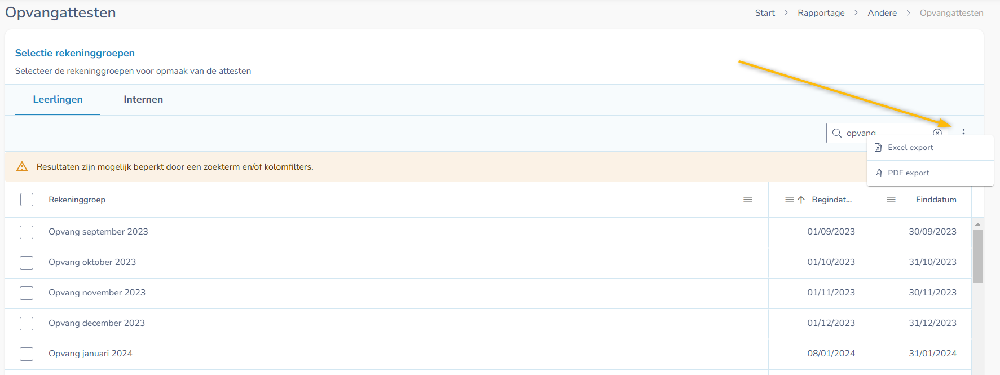 Opvangattesten
Start > Rapportage > Andere > Opvangattesten
Selectie rekeninggroepen
Selecteer de rekeninggroepen voor opmaak van de attesten
Leerlingen Internen
opvang
Excel export
PDF export
Resultaten zijn mogelijk beperkt door een zoekterm en/of kolomfilters.
Rekeninggroep Begindat... Einddatum
Opvang september 2023 01/09/2023 30/09/2023
Opvang oktober 2023 01/10/2023 31/10/2023
Opvang november 2023 01/11/2023 30/11/2023
Opvang december 2023 01/12/2023 31/12/2023
Opvang januari 2024 08/01/2024 31/01/2024